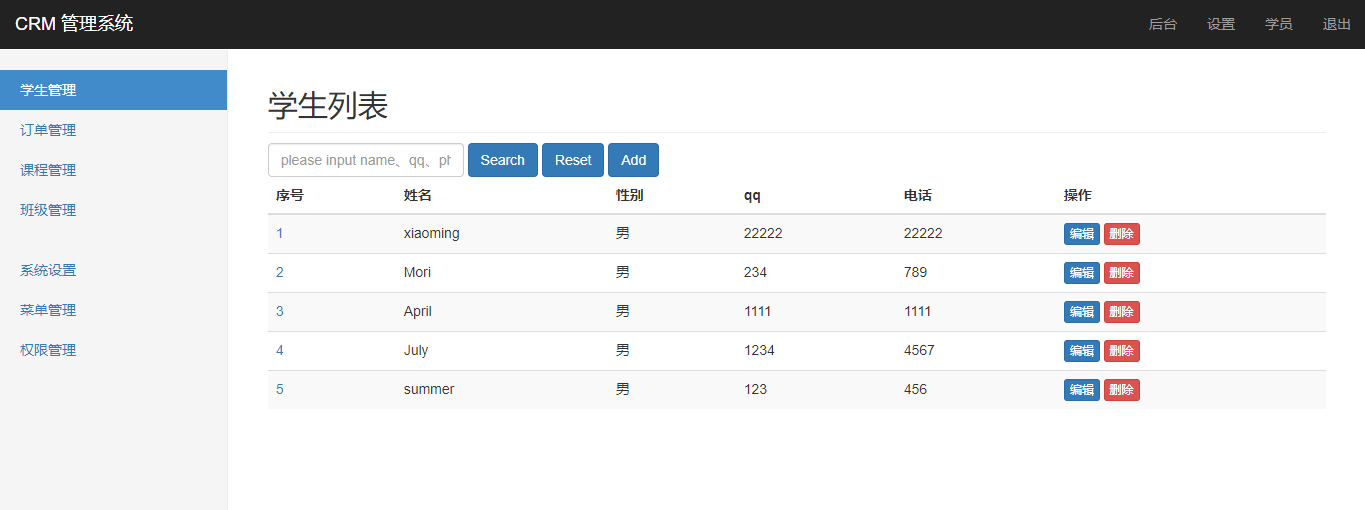 CRM 管理系统 后台 设置 学员 退出
学生管理
订单管理
课程管理
班级管理
系统设置
菜单管理
权限管理
学生列表
please input name、qq、ph Search Reset Add
序号 姓名 性别 qq 电话 操作
1 xiaoming 男 22222 22222 编辑 删除
2 Mori 男 234 789 编辑 删除
3 April 男 1111 1111 编辑 删除
4 July 男 1234 4567 编辑 删除
5 summer 男 123 456 编辑 删除